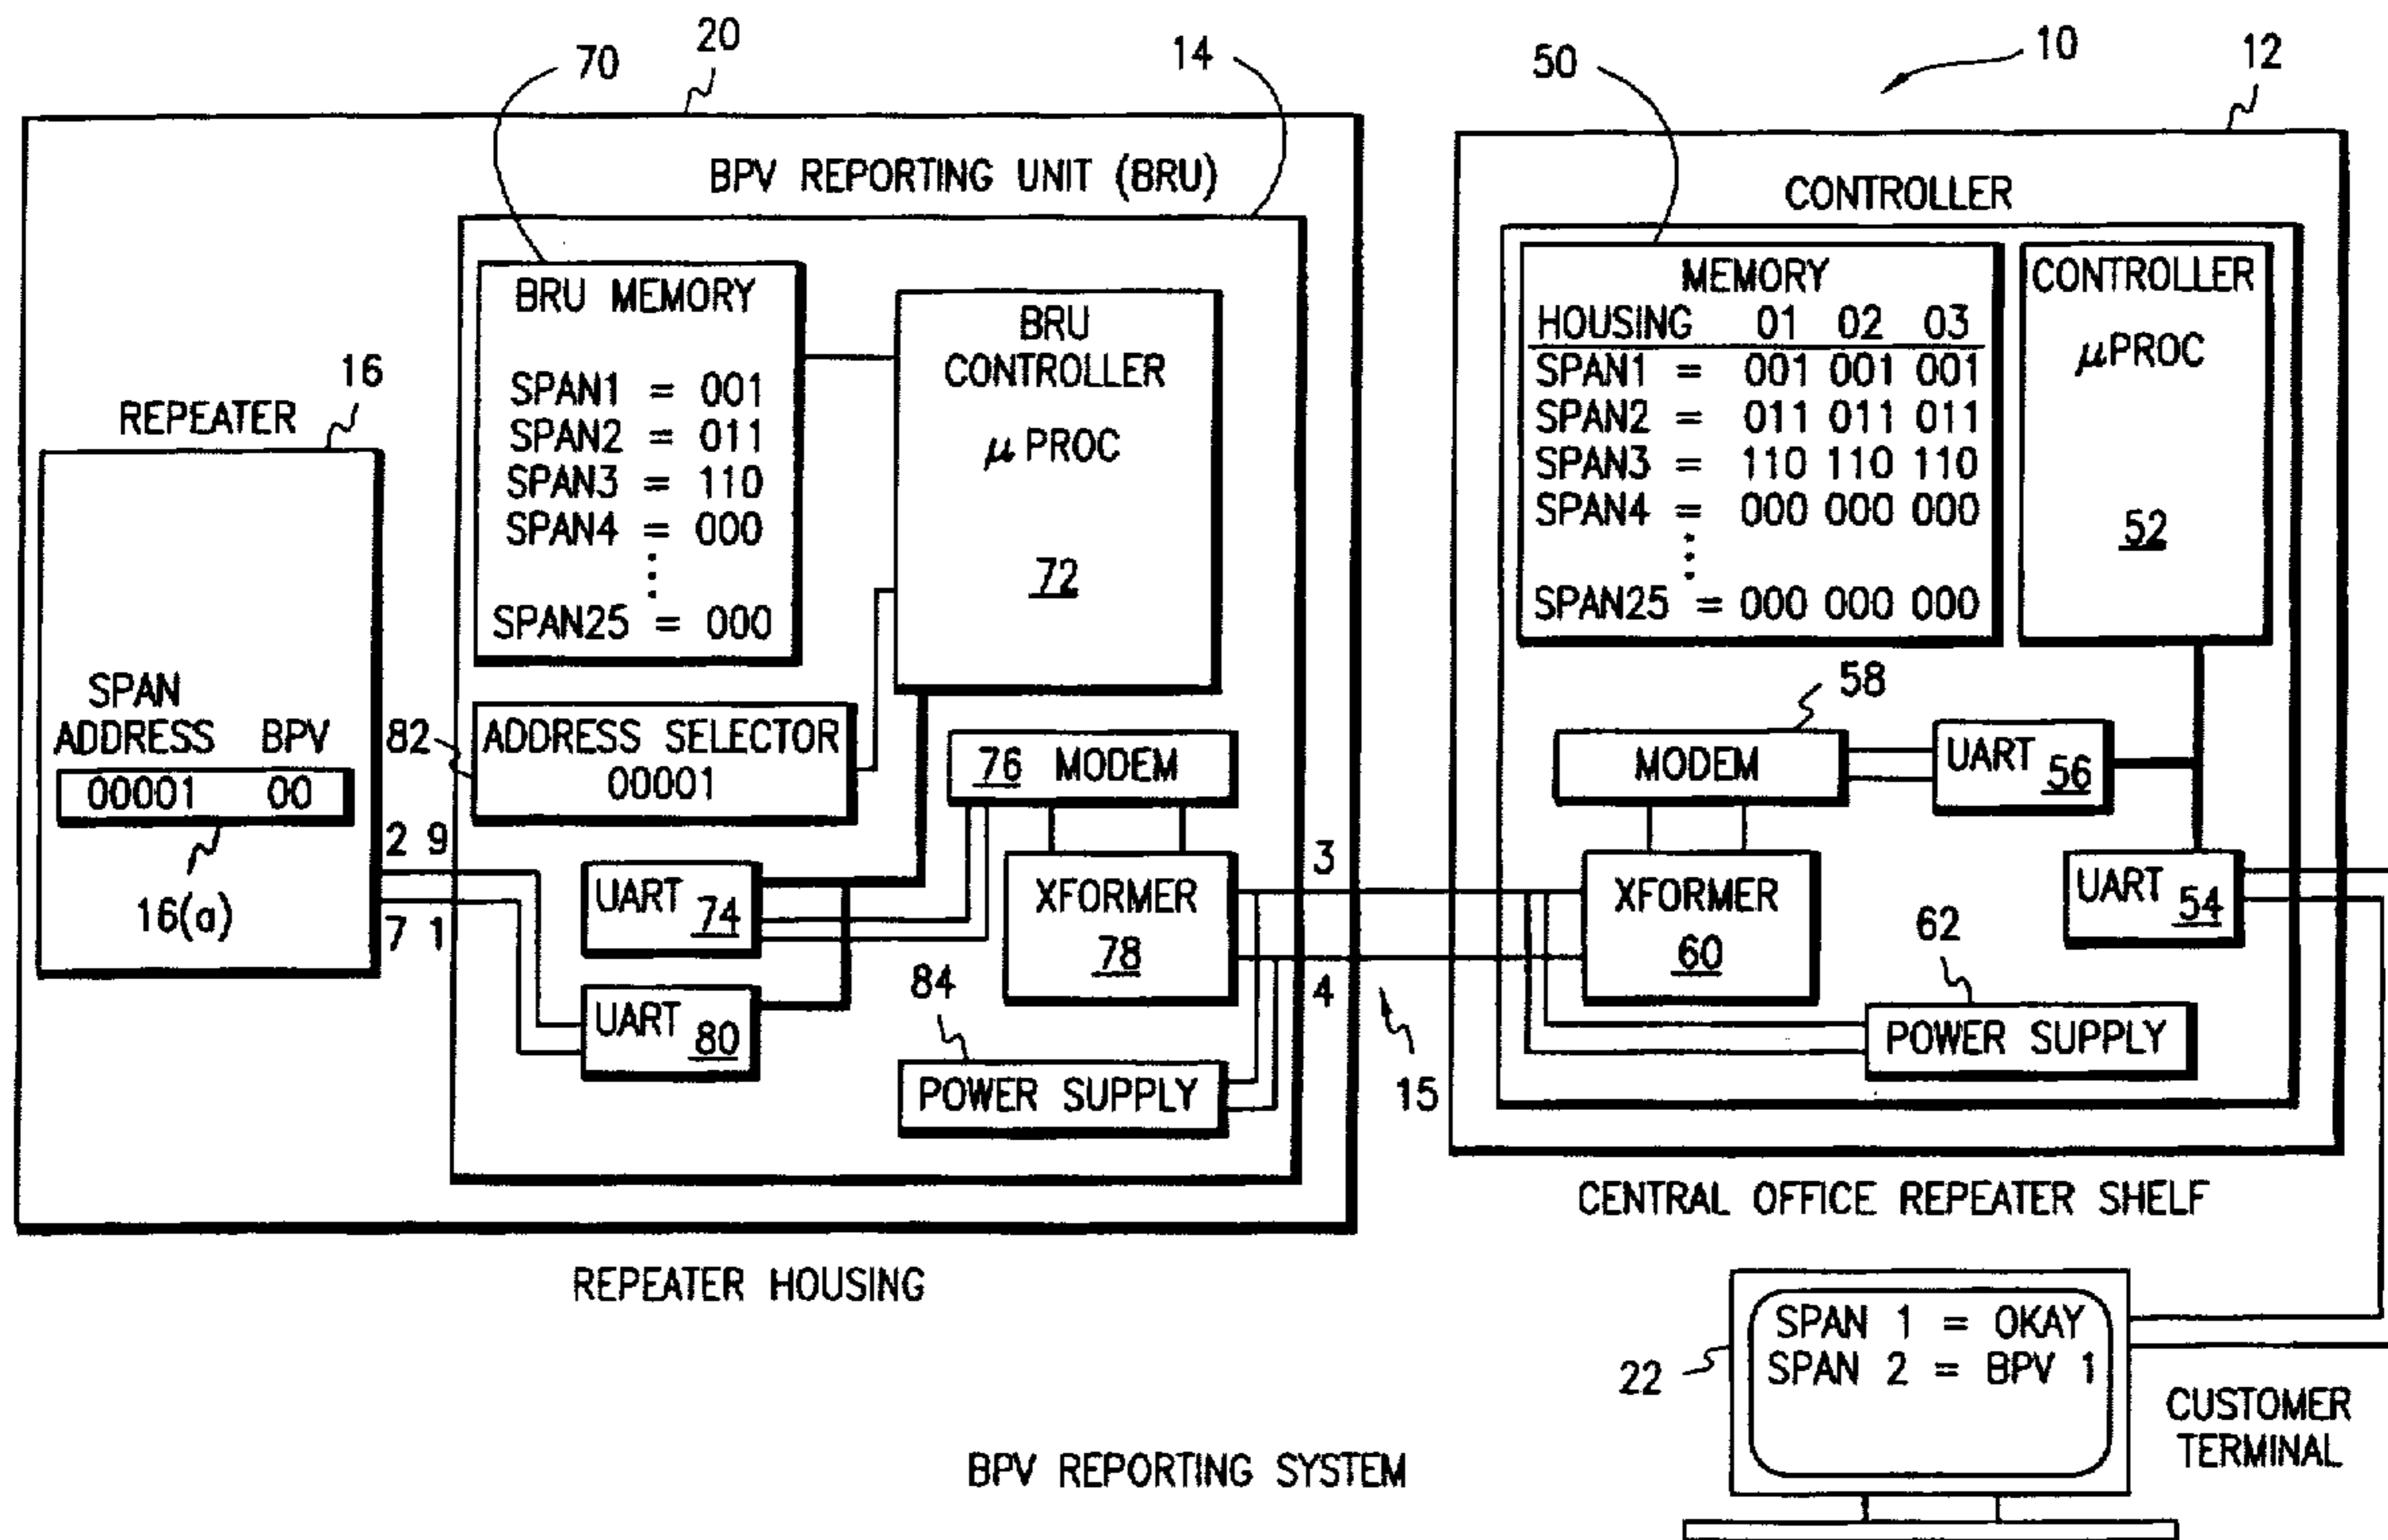 20
70
14
50
10
12
BPV REPORTING UNIT (BRU)
CONTROLLER
BRU MEMORY
SPAN1 = 001
SPAN2 = 011
SPAN3 = 110
SPAN4 = 000
SPAN25 = 000
BRU
CONTROLLER
μPROC
72
MEMORY
HOUSING 01 02 03
SPAN1 = 001 001 001
SPAN2 = 011 011 011
SPAN3 = 110 110 110
SPAN4 = 000 000 000
SPAN25 = 000 000 000
CONTROLLER
μPROC
52
16
REPEATER
SPAN
ADDRESS BPV
00001 00
16(a)
82
ADDRESS SELECTOR
00001
76 MODEM
58
MODEM
UART 56
2 9
7 1
UART 74
XFORMER
78
3
4
XFORMER
60
UART 54
UART 80
84
POWER SUPPLY
15
62
POWER SUPPLY
CENTRAL OFFICE REPEATER SHELF
REPEATER HOUSING
SPAN 1 = OKAY
SPAN 2 = BPV 1
22
CUSTOMER
TERMINAL
BPV REPORTING SYSTEM